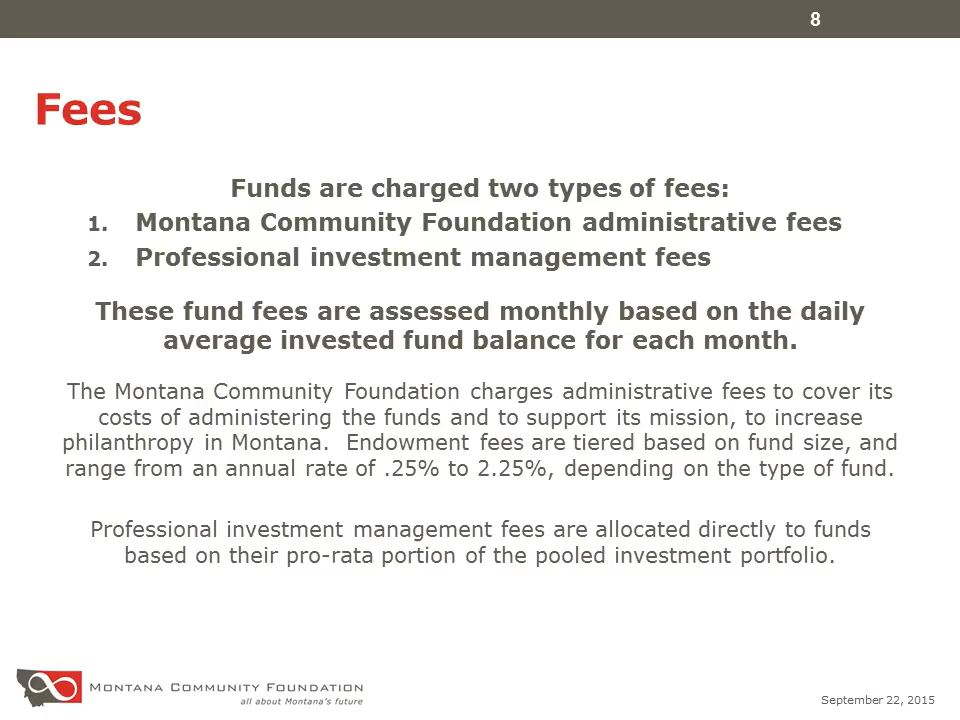 8
Fees
Funds are charged two types of fees:
1. Montana Community Foundation administrative fees
2. Professional investment management fees
These fund fees are assessed monthly based on the daily
average invested fund balance for each month.
The Montana Community Foundation charges administrative fees to cover its
costs of administering the funds and to support its mission, to increase
philanthropy in Montana. Endowment fees are tiered based on fund size, and
range from an annual rate of .25% to 2.25%, depending on the type of fund.
Professional investment management fees are allocated directly to funds
based on their pro-rata portion of the pooled investment portfolio.
Montana Community Foundation
all about Montana's future
September 22, 2015